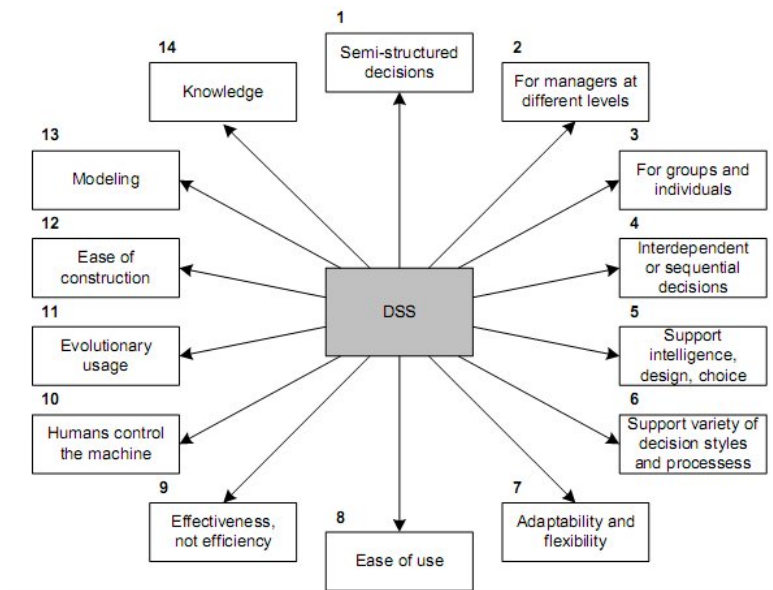 1
Semi-structured
decisions
2
For managers at
different levels
3
For groups and
individuals
4
Interdependent
or sequential
decisions
5
Support
intelligence,
design, choice
6
Support variety of
decision styles
and processess
7
Adaptability and
flexibility
8
Ease of use
9
Effectiveness,
not efficiency
10
Humans control
the machine
11
Evolutionary
usage
12
Ease of
construction
13
Modeling
14
Knowledge
DSS